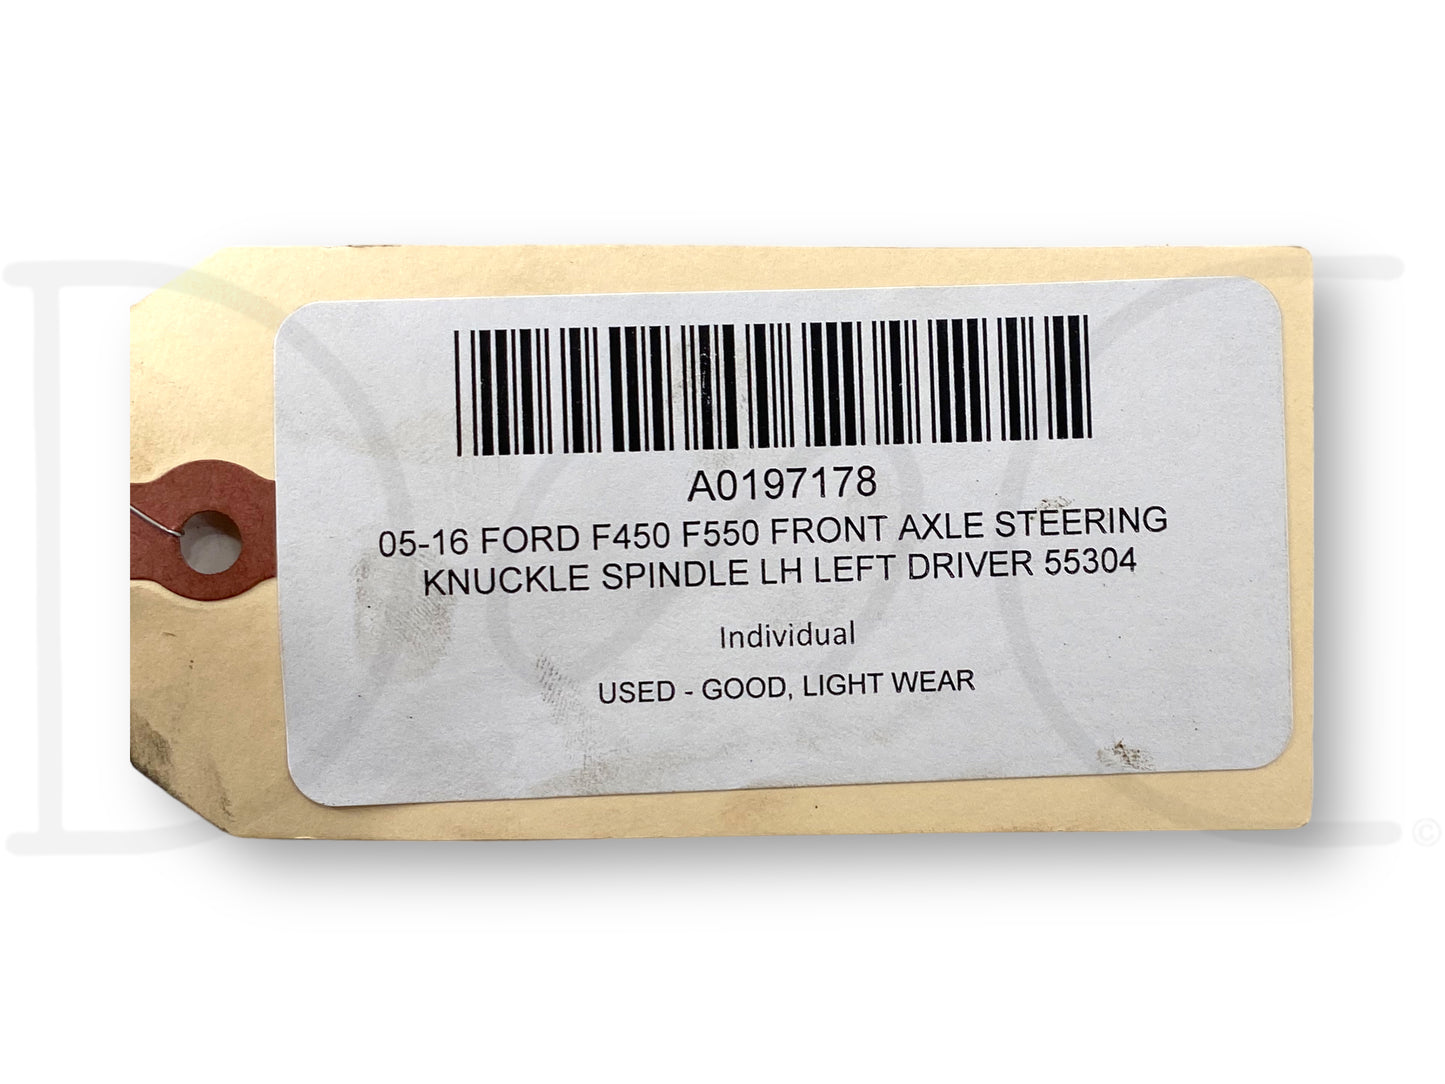 A0197178
05-16 FORD F450 F550 FRONT AXLE STEERING
KNUCKLE SPINDLE LH LEFT DRIVER 55304
Individual
USED - GOOD, LIGHT WEAR
©